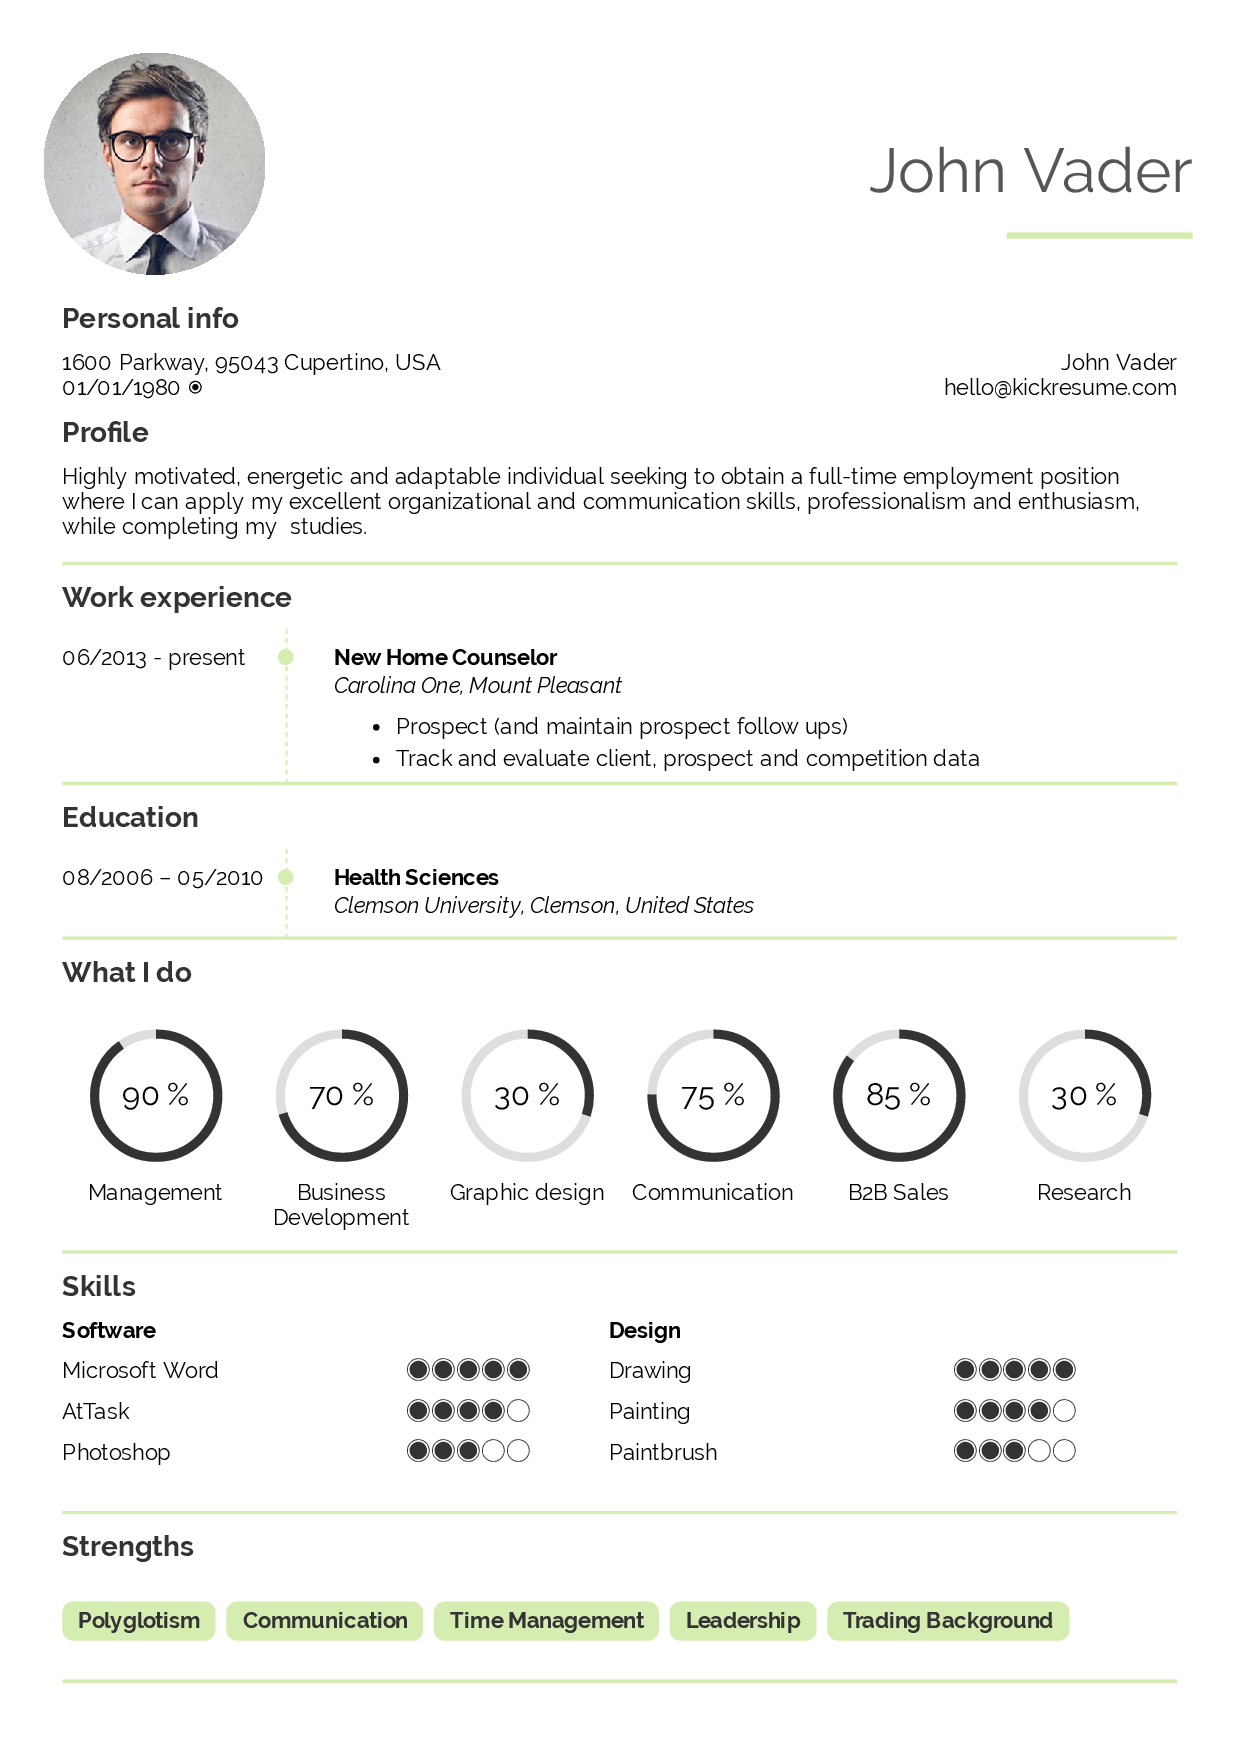 John Vader
Personal info
1600 Parkway, 95043 Cupertino, USA
John Vader
01/01/1980
hello@kickresume.com
Profile
Highly motivated, energetic and adaptable individual seeking to obtain a full-time employment position
where I can apply my excellent organizational and communication skills, professionalism and enthusiasm,
while completing my  studies.
Work experience
06/2013 - present
New Home Counselor
Carolina One, Mount Pleasant
• Prospect (and maintain prospect follow ups)
• Track and evaluate client, prospect and competition data
Education
08/2006 – 05/2010
Health Sciences
Clemson University, Clemson, United States
What I do
90 %
70 %
30 %
75 %
85 %
30 %
Management
Business
Development
Graphic design
Communication
B2B Sales
Research
Skills
Software
Microsoft Word
AtTask
Photoshop
Design
Drawing
Painting
Paintbrush
Strengths
Polyglotism
Communication
Time Management
Leadership
Trading Background